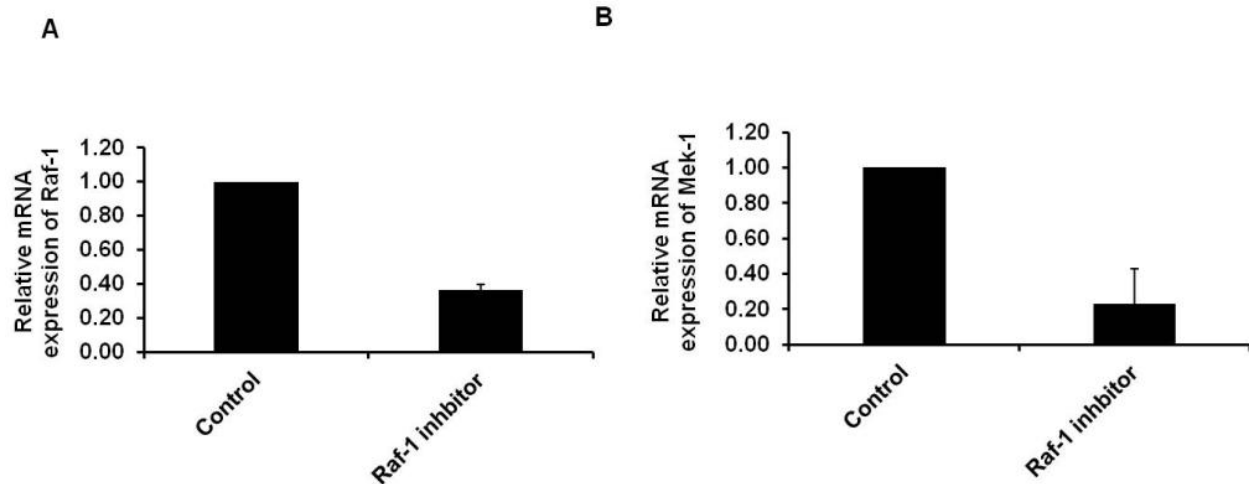 A
Relative mRNA
expression of Raf-1
1.20
1.00
0.80
0.60
0.40
0.20
0.00
Control
Raf-1 inhbitor
B
Relative mRNA
expression of Mek-1
1.20
1.00
0.80
0.60
0.40
0.20
0.00
Control
Raf-1 inhbitor